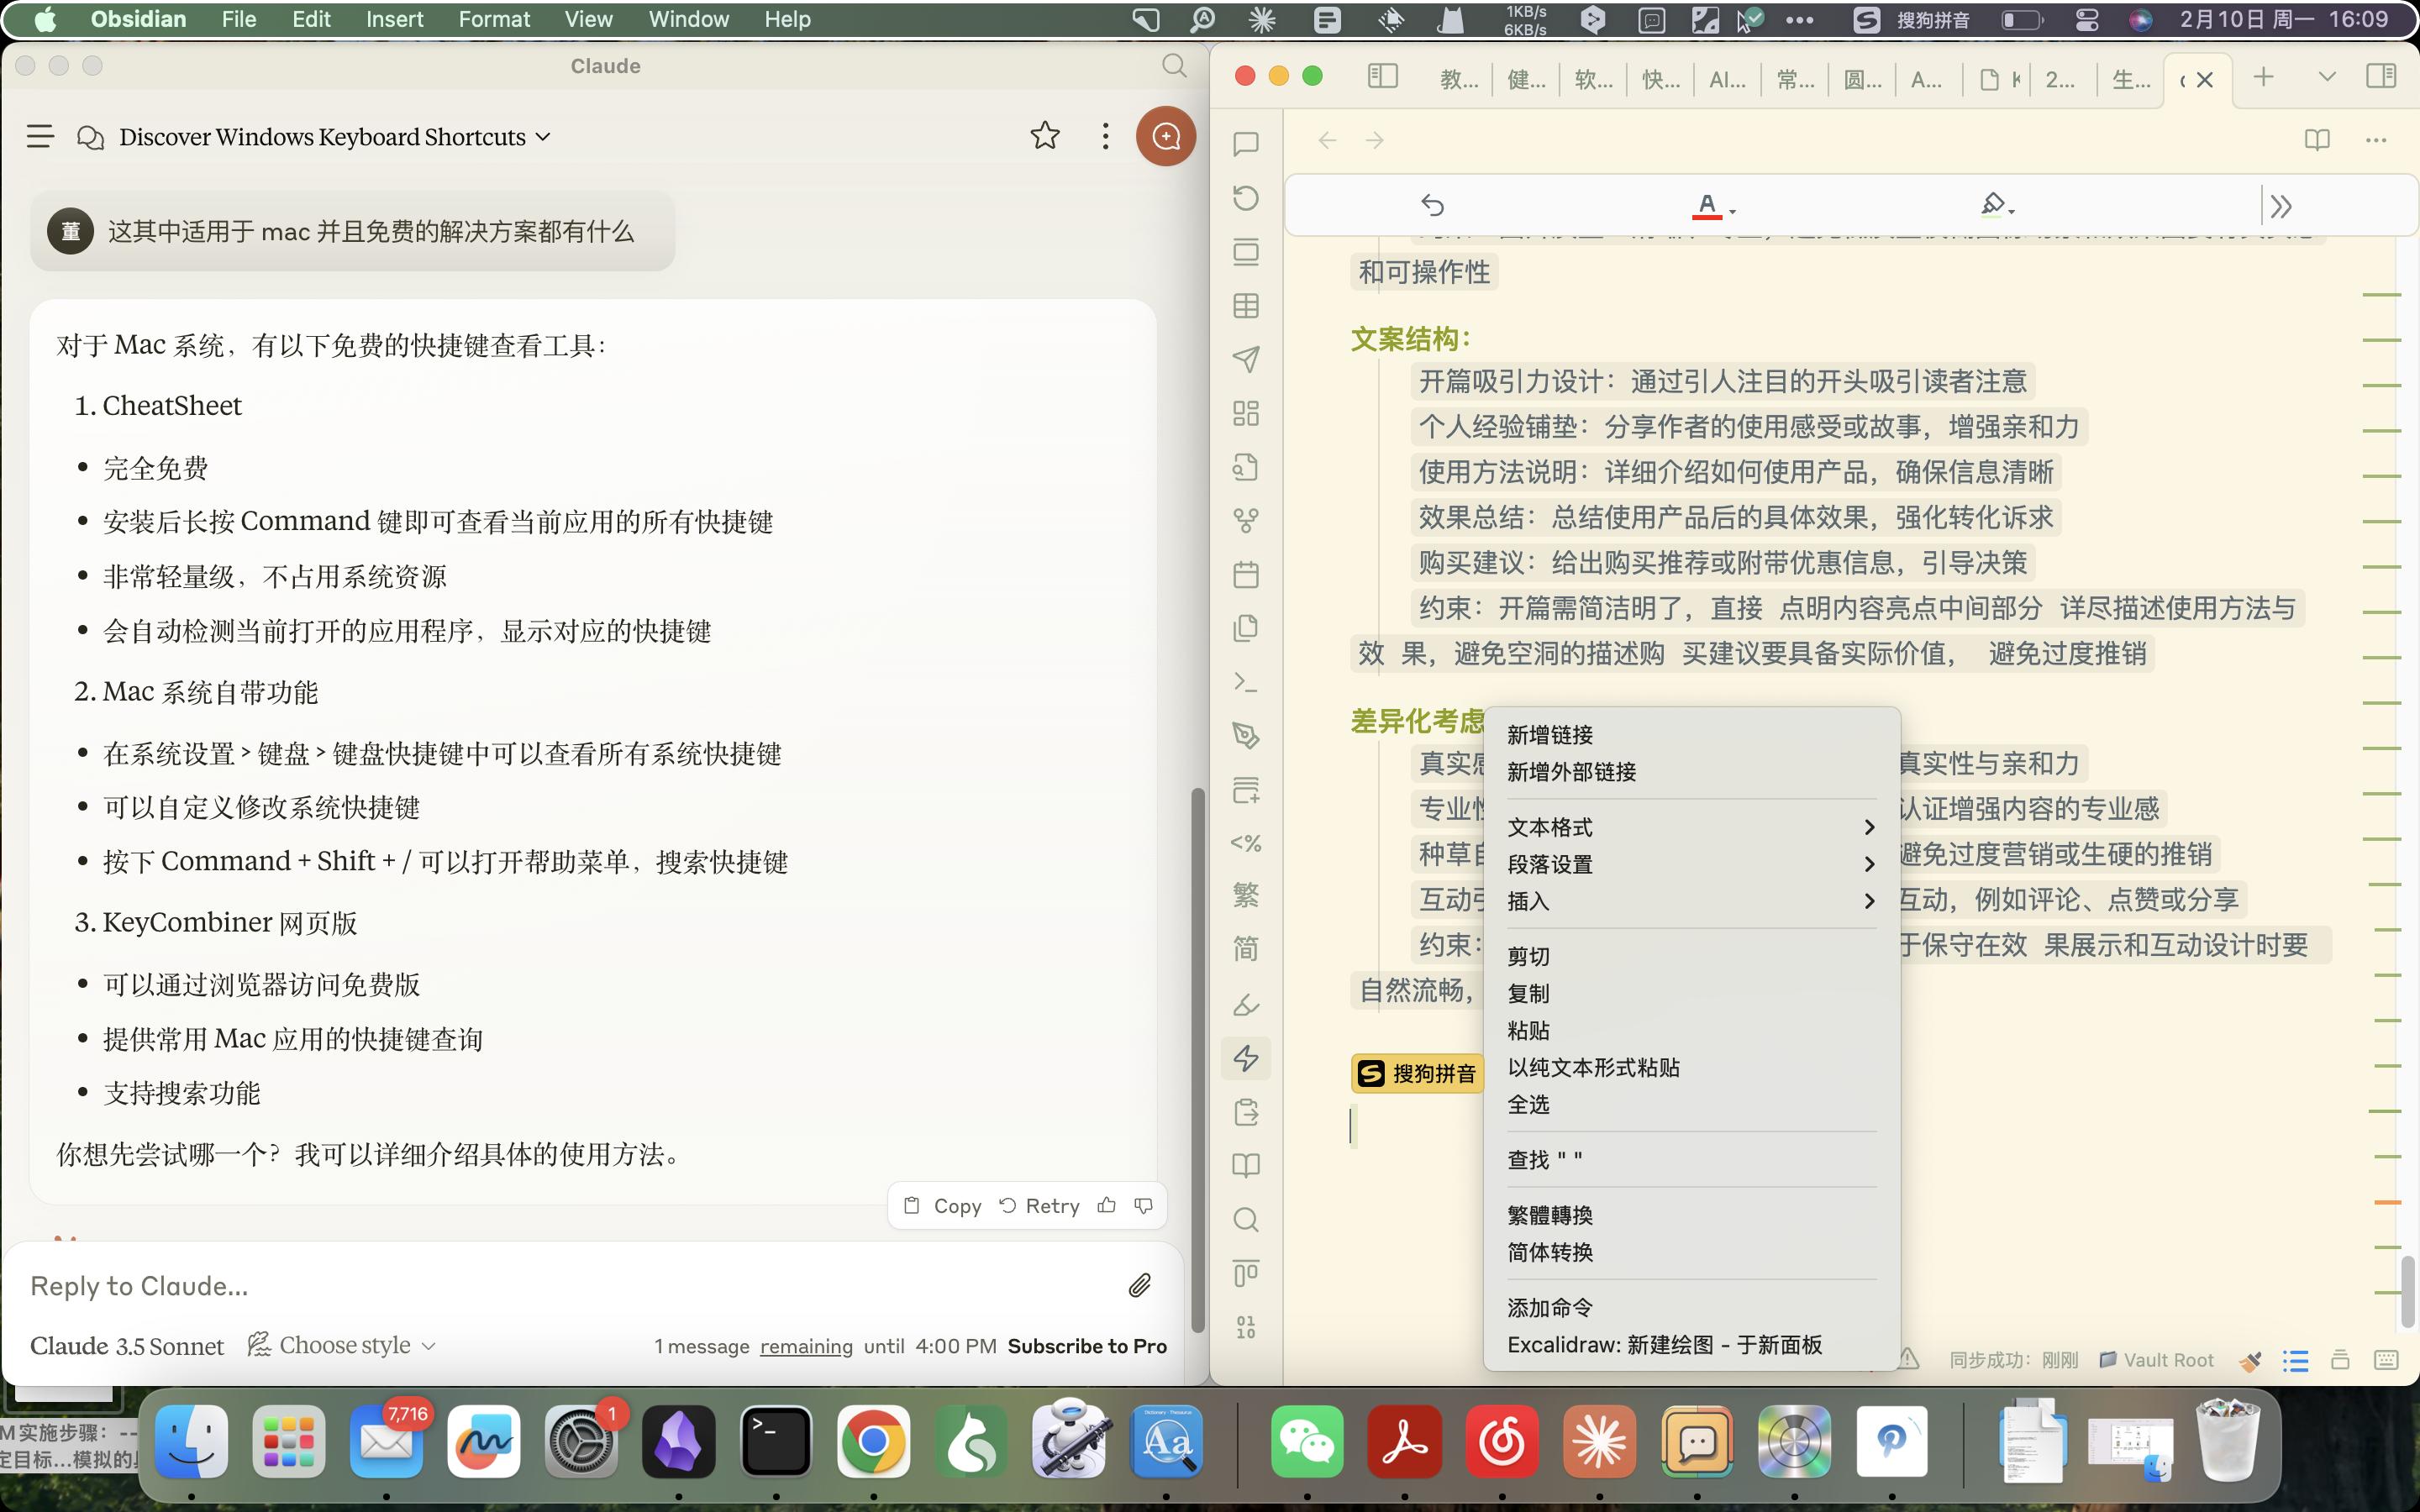 Obsidian File Edit Insert Format View Window Help
1KB/s
6KB/s
搜狗拼音
2月10日 周一 16:09
Claude
Discover Windows Keyboard Shortcuts
董
这其中适用于 mac 并且免费的解决方案都有什么
对于 Mac 系统，有以下免费的快捷键查看工具：
1. CheatSheet
• 完全免费
• 安装后长按 Command 键即可查看当前应用的所有快捷键
• 非常轻量级，不占用系统资源
• 会自动检测当前打开的应用程序，显示对应的快捷键
2. Mac 系统自带功能
• 在系统设置 > 键盘 > 键盘快捷键中可以查看所有系统快捷键
• 可以自定义修改系统快捷键
• 按下 Command + Shift + / 可以打开帮助菜单，搜索快捷键
3. KeyCombiner 网页版
• 可以通过浏览器访问免费版
• 提供常用 Mac 应用的快捷键查询
• 支持搜索功能
你想先尝试哪一个？我可以详细介绍具体的使用方法。
Copy Retry
Reply to Claude...
Claude 3.5 Sonnet Choose style
1 message remaining until 4:00 PM Subscribe to Pro
教... 健... 软... 快... AI... 常... 圆... A... 2... 生...
A
<%
繁
简
01
10
和可操作性
文案结构：
开篇吸引力设计：通过引人注目的开头吸引读者注意
个人经验铺垫：分享作者的使用感受或故事，增强亲和力
使用方法说明：详细介绍如何使用产品，确保信息清晰
效果总结：总结使用产品后的具体效果，强化转化诉求
购买建议：给出购买推荐或附带优惠信息，引导决策
约束：开篇需简洁明了，直接 点明内容亮点中间部分 详尽描述使用方法与
效 果，避免空洞的描述购 买建议要具备实际价值， 避免过度推销
差异化考虑
真实感
真实性与亲和力
专业性
认证增强内容的专业感
种草自
避免过度营销或生硬的推销
互动引
互动，例如评论、点赞或分享
约束：
于保守在效 果展示和互动设计时要
自然流畅，
搜狗拼音
新增链接
新增外部链接
文本格式
段落设置
插入
剪切
复制
粘贴
以纯文本形式粘贴
全选
查找 " "
繁體轉換
简体转换
添加命令
Excalidraw: 新建绘图 - 于新面板
同步成功：刚刚 Vault Root
M实施步骤：--
定目标...模拟的
7,716
1
Aa